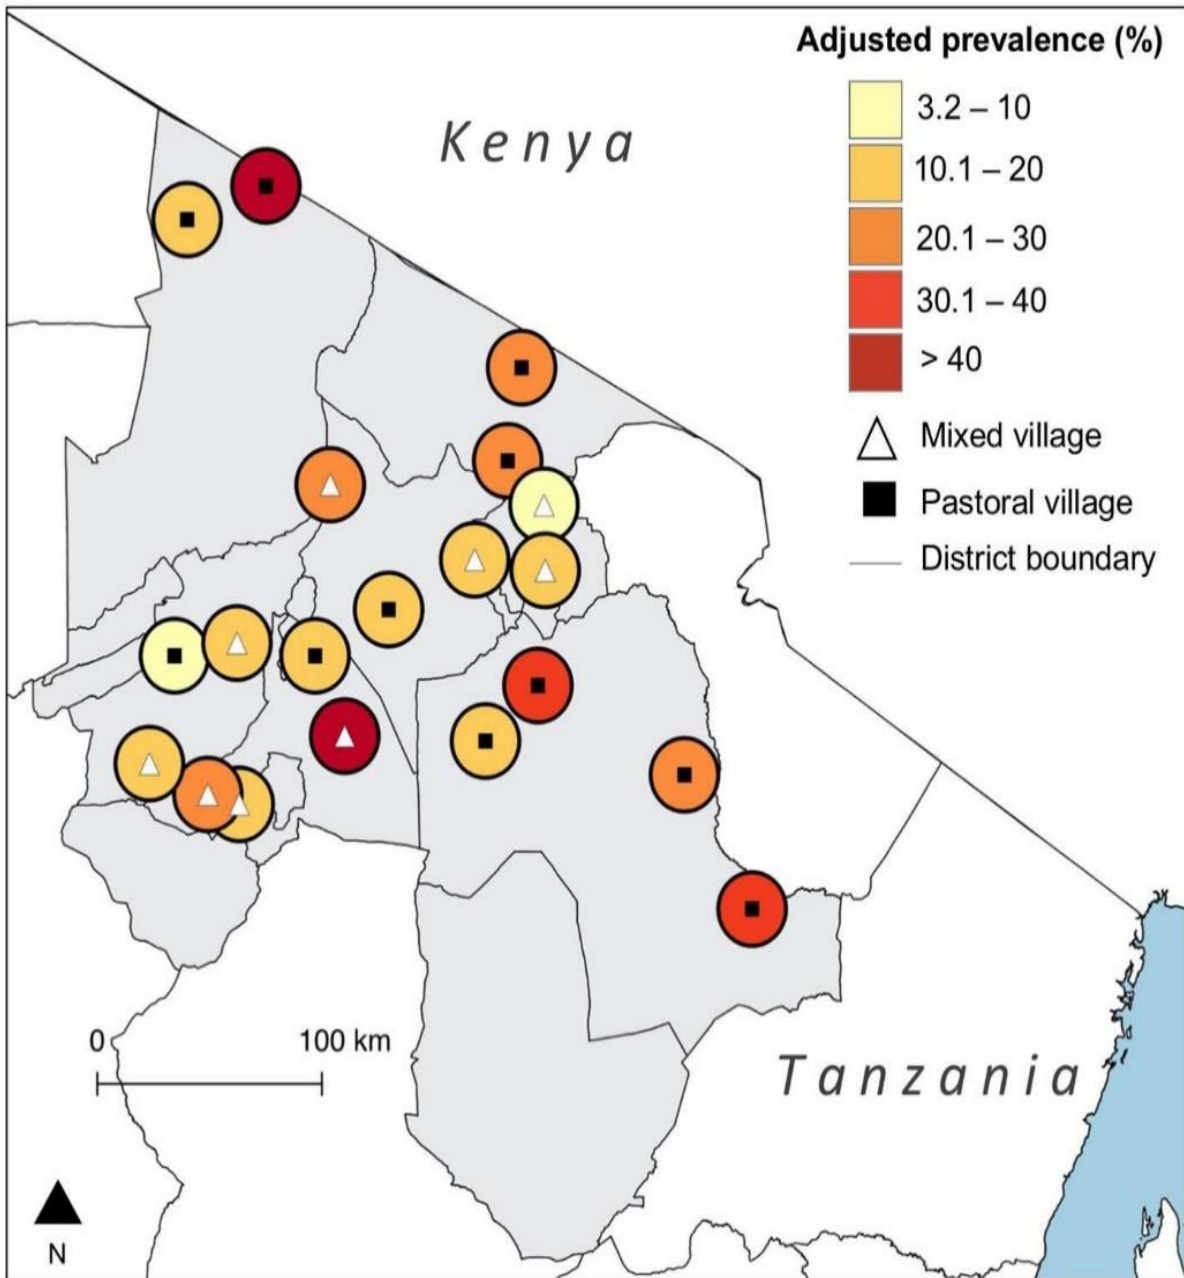 Adjusted prevalence (%)
3.2 – 10
10.1 – 20
20.1 – 30
30.1 – 40
> 40
Mixed village
Pastoral village
District boundary
Kenya
Tanzania
0 100 km
N